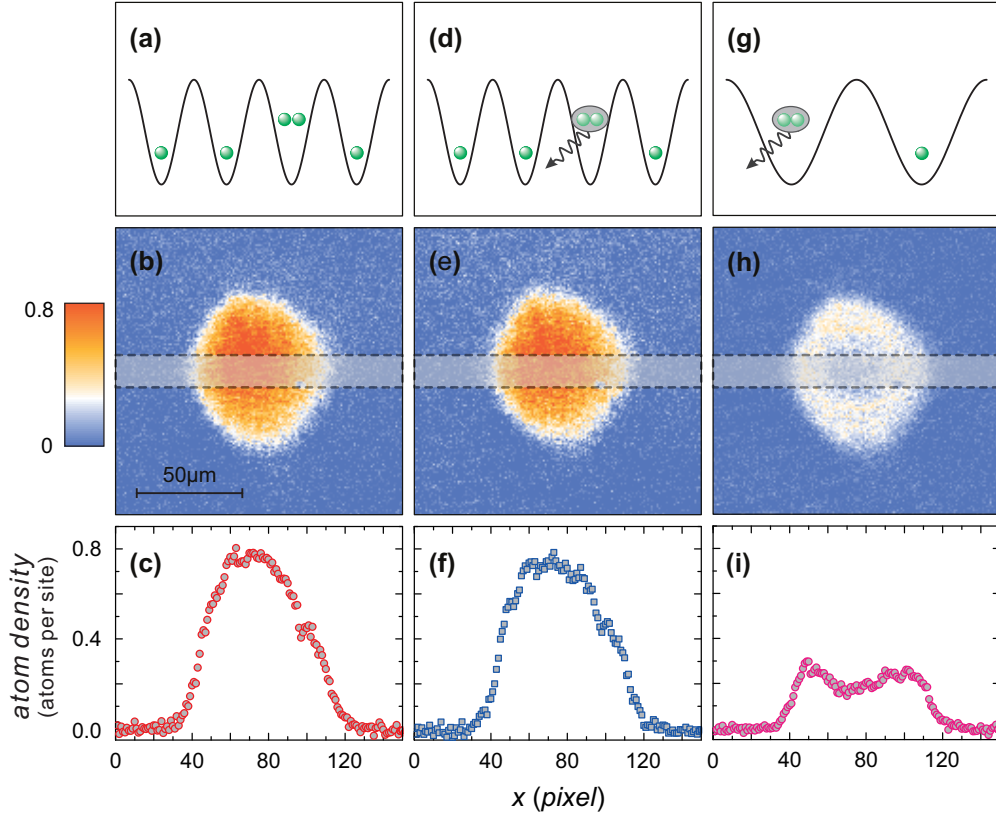 (a)
(d)
(g)
(b)
(e)
(h)
0.8
0
50μm
(c)
(f)
(i)
0.8
0.4
0.0
atom density
(atoms per site)
0 40 80 120
0 40 80 120
0 40 80 120
x (pixel)